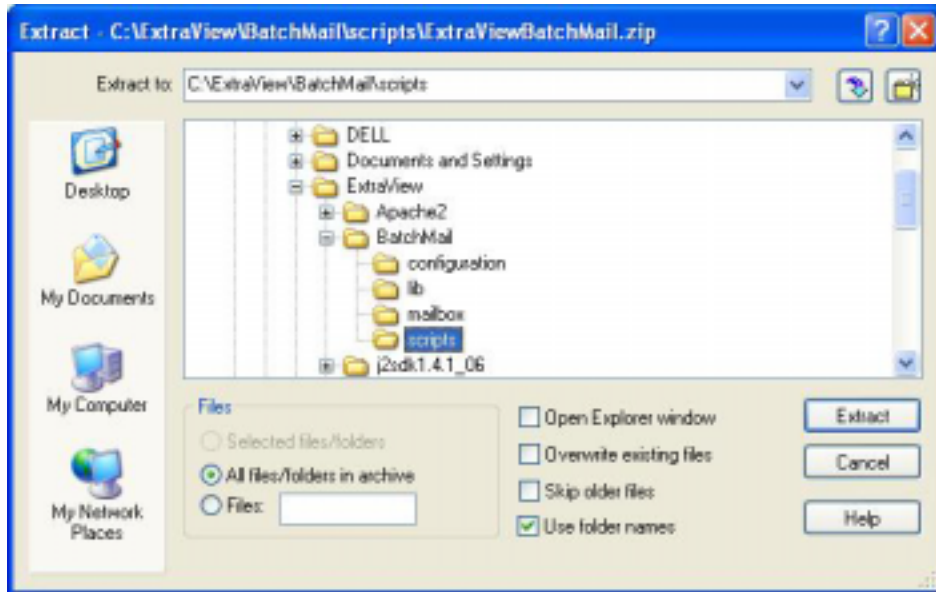 Extract - C:\ExtraView\BatchMail\scripts\ExtraViewBatchMail.zip
Extract to: C:\ExtraView\BatchMail\scripts
Desktop
My Documents
My Computer
My Network
Places
DELL
Documents and Settings
ExtraView
Apache2
BatchMail
configuration
lib
mailbox
scripts
j2sdk1.4.1_06
Files
Selected files/folders
All files/folders in archive
Files:
Open Explorer window
Overwrite existing files
Skip older files
Use folder names
Extract
Cancel
Help